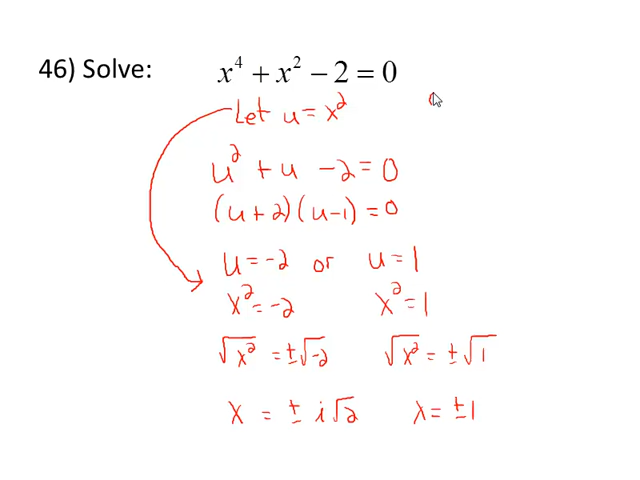 46) Solve: x⁴ + x² − 2 = 0
Let u = x²
u² + u − 2 = 0
(u + 2)(u − 1) = 0
u = −2 or u = 1
x² = −2 x² = 1
√x² = ±√−2 √x² = ±√1
x = ± i√2 x = ±1